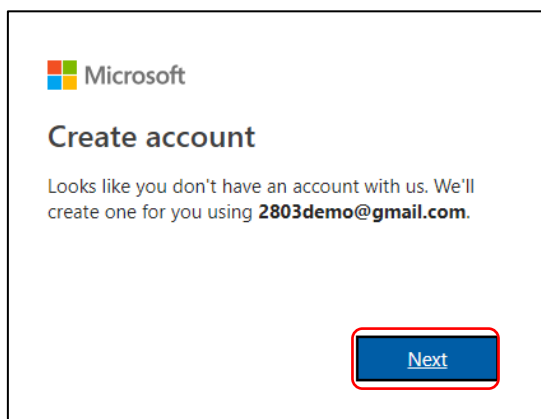 Microsoft
Create account
Looks like you don't have an account with us. We'll
create one for you using 2803demo@gmail.com.
Next